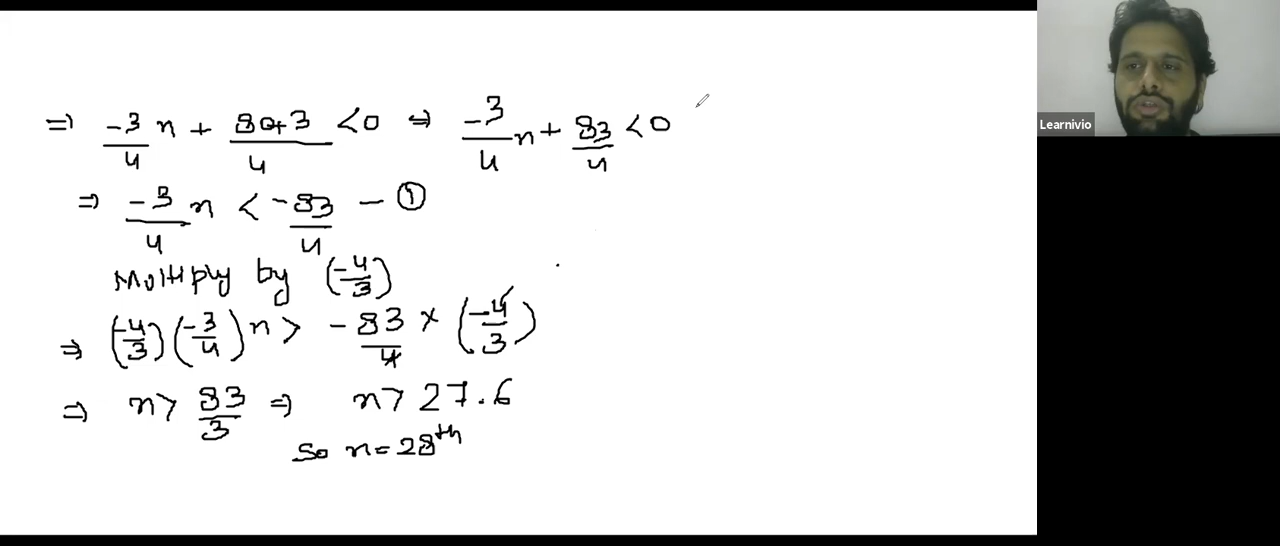 ⇒ -3/4 n + 80+3/4 <0 ⇒ -3/4 n + 83/4 <0
⇒ -3/4 n < -83/4 - ①
Multiply by (-4/3)
⇒ (-4/3)(-3/4)n > -83/4 × (-4/3)
⇒ n> 83/3 ⇒ n> 27.6
So n=28th
Learnivio